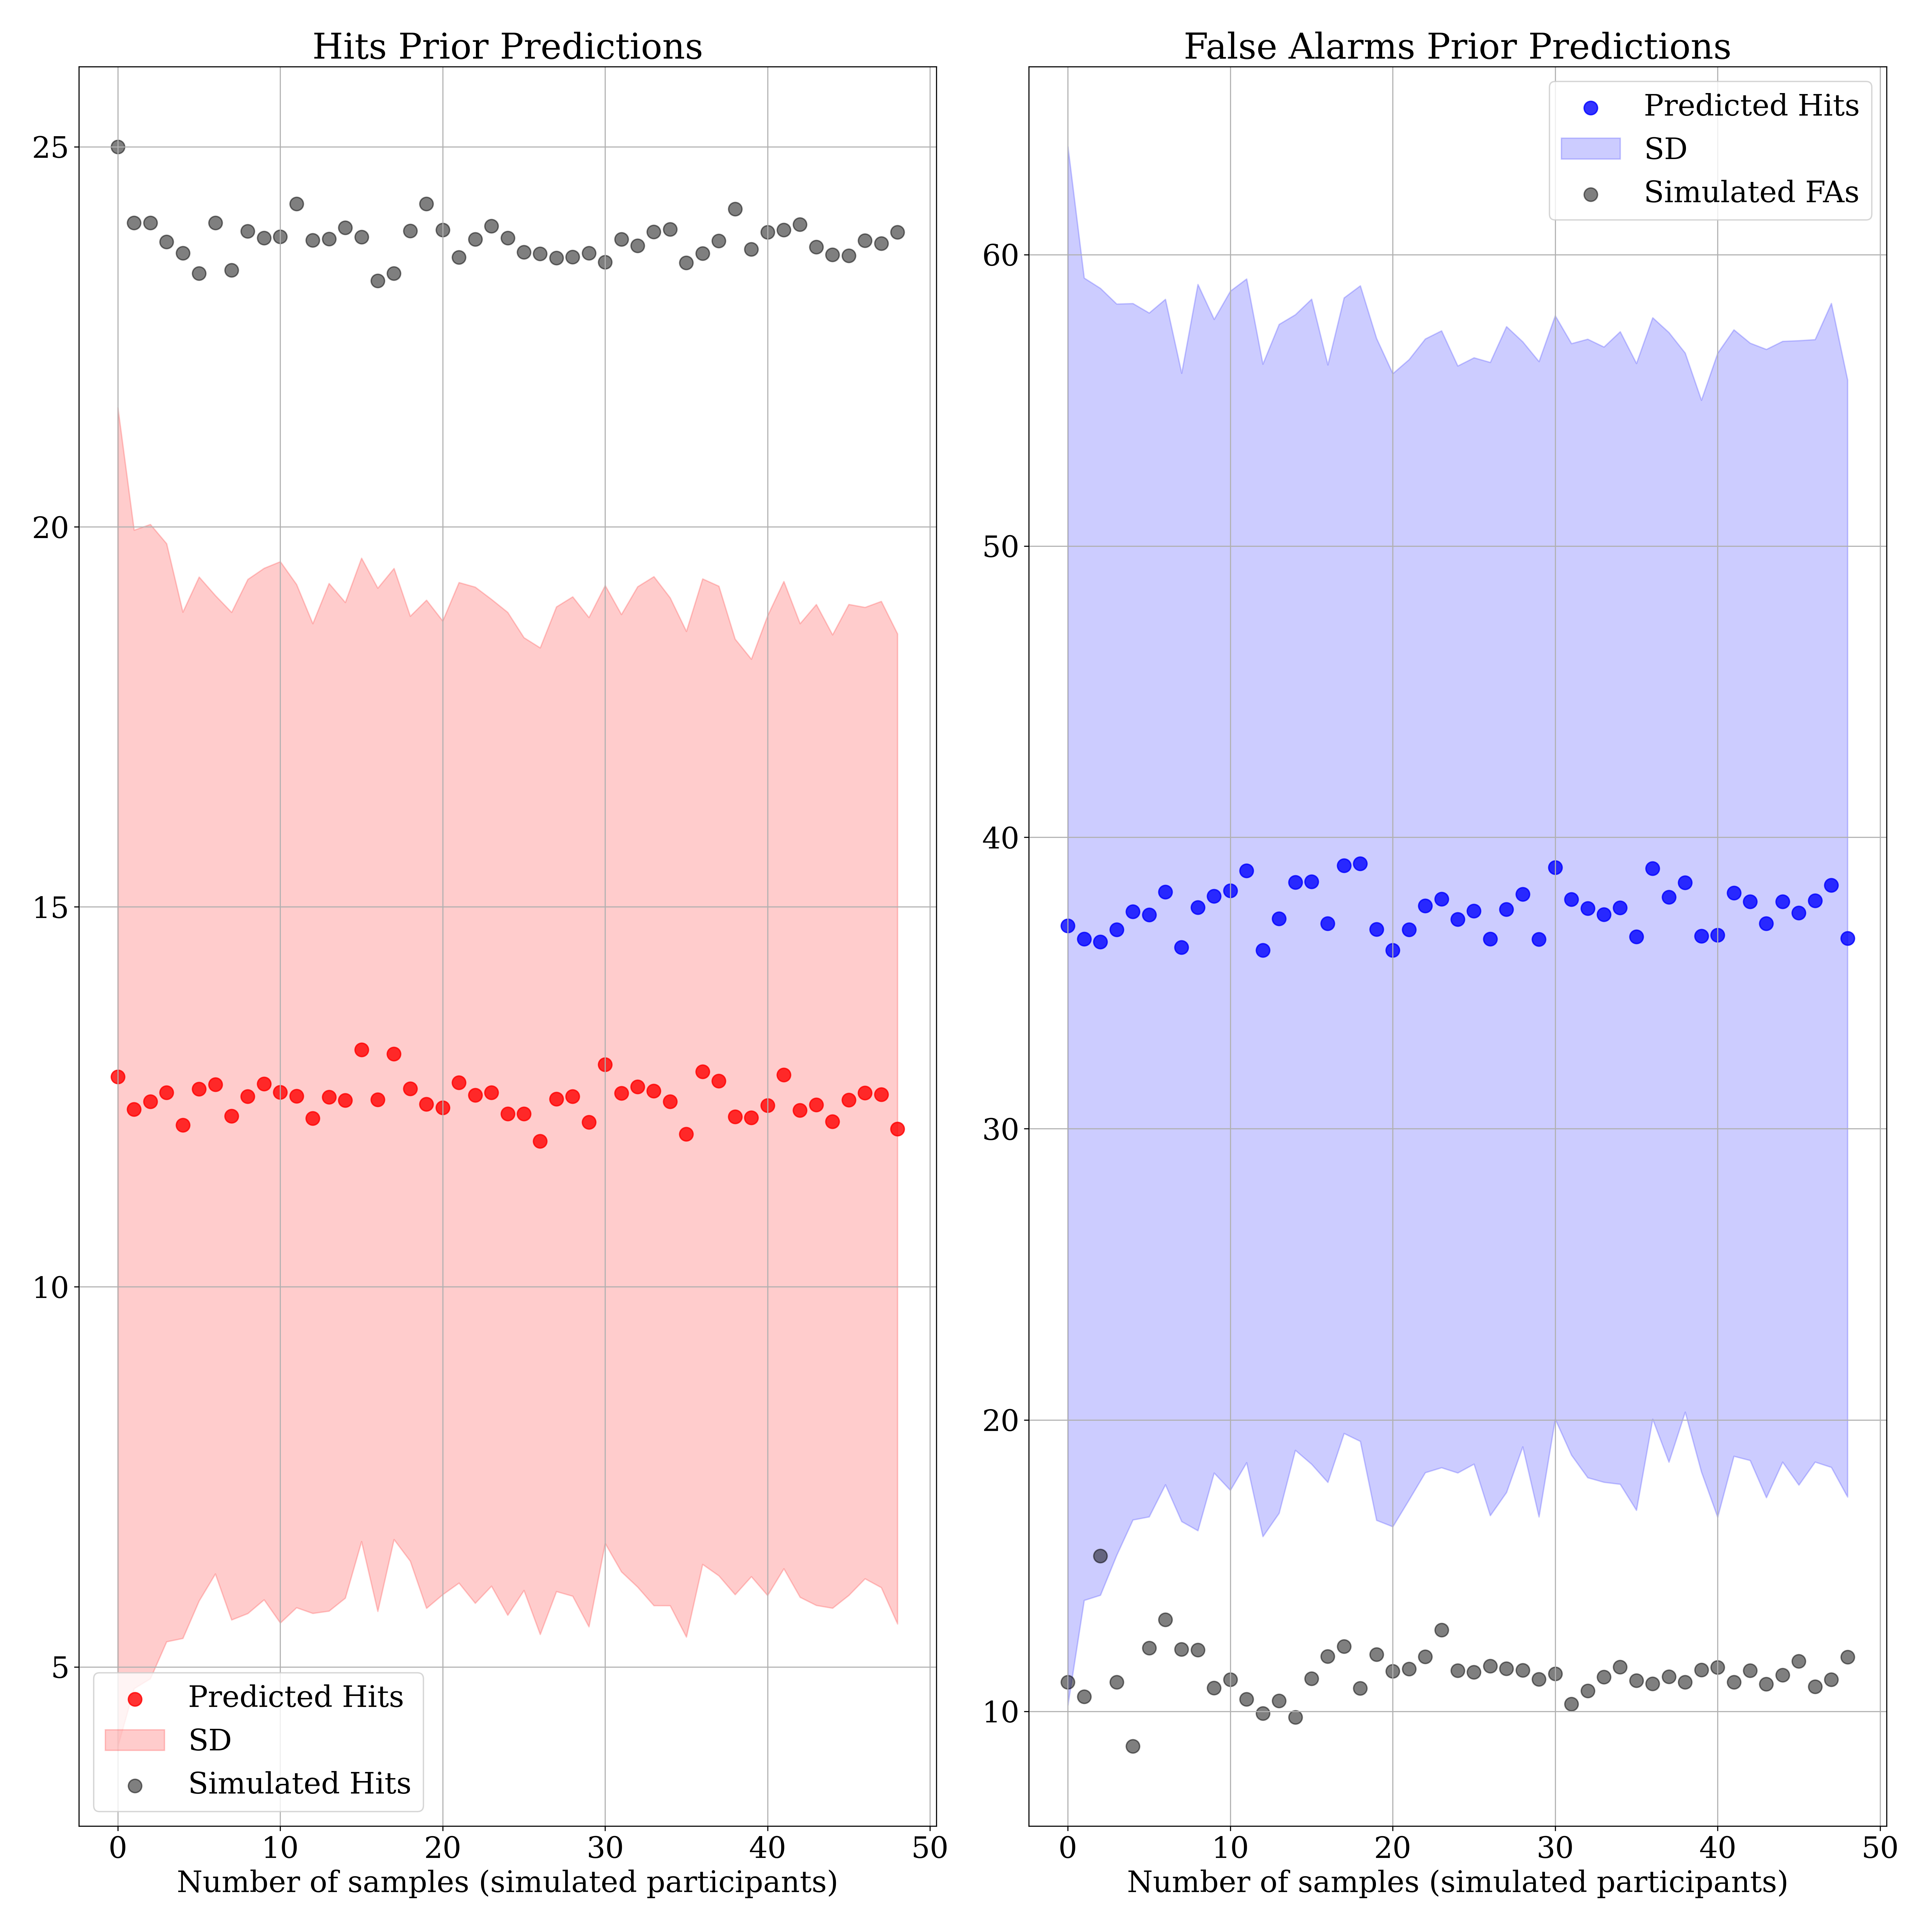 Hits Prior Predictions
25
20
15
10
5
Predicted Hits
SD
Simulated Hits
0 10 20 30 40 50
Number of samples (simulated participants)
False Alarms Prior Predictions
Predicted Hits
SD
Simulated FAs
60
50
40
30
20
10
0 10 20 30 40 50
Number of samples (simulated participants)